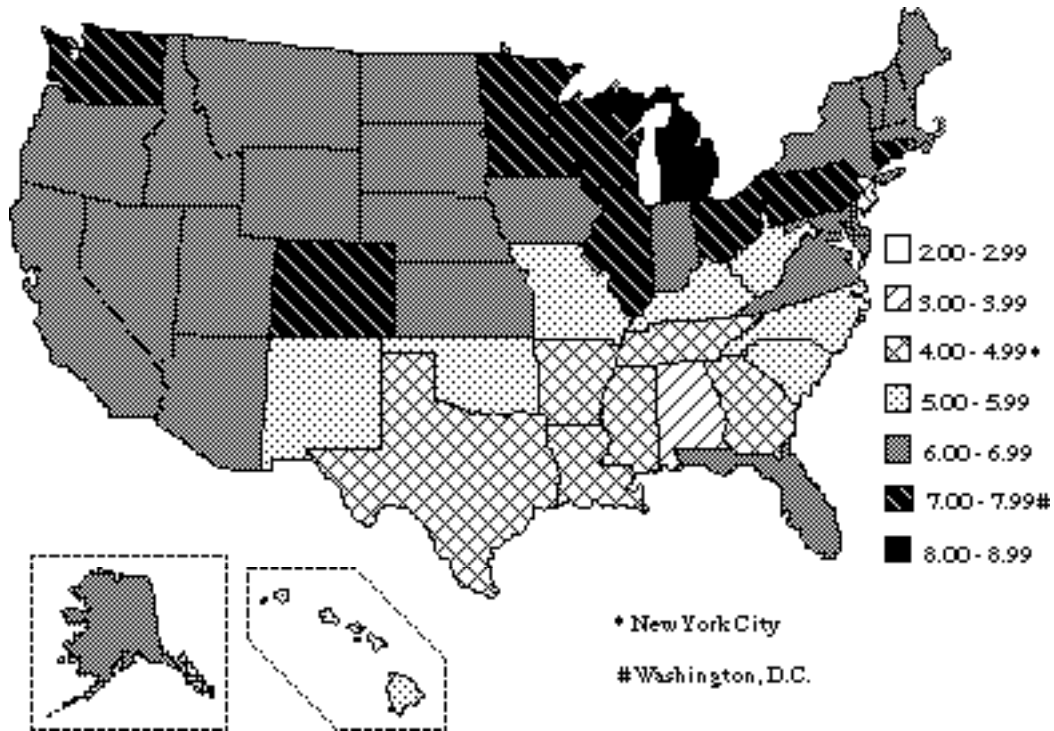 2.00 - 2.99
3.00 - 3.99
4.00 - 4.99*
5.00 - 5.99
6.00 - 6.99
7.00 - 7.99#
8.00 - 8.99
* New York City
# Washington, D.C.